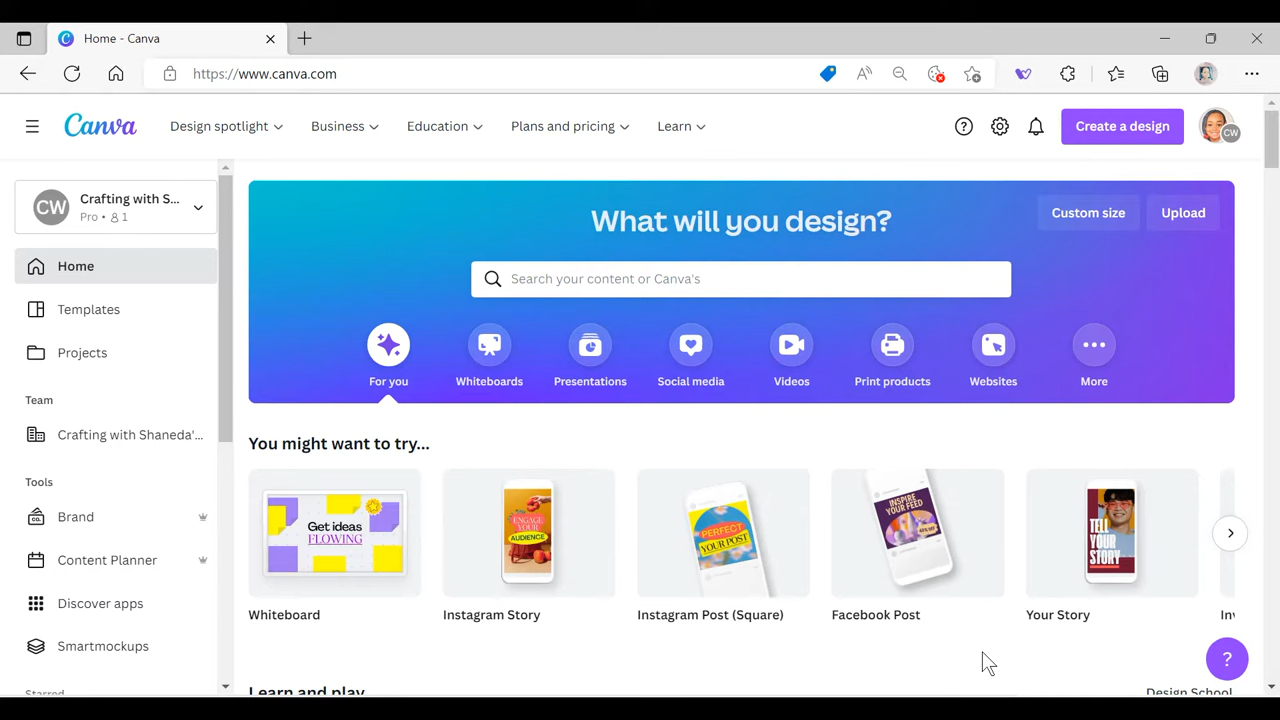 Home - Canva
https://www.canva.com
Canva
Design spotlight
Business
Education
Plans and pricing
Learn
Create a design
CW
CW
Crafting with S...
Pro • 1
Home
Templates
Projects
Team
Crafting with Shaneda'...
Tools
Brand
Content Planner
Discover apps
Smartmockups
Starred
What will you design?
Custom size
Upload
Search your content or Canva's
For you
Whiteboards
Presentations
Social media
Videos
Print products
Websites
More
You might want to try...
Get ideas
FLOWING
Whiteboard
ENGAGE
YOUR
AUDIENCE
Instagram Story
PERFECT
YOUR POST
Instagram Post (Square)
INSPIRE
YOUR FEED
Facebook Post
TELL
YOUR
STORY
Your Story
Inv
Learn and play
Design School
?